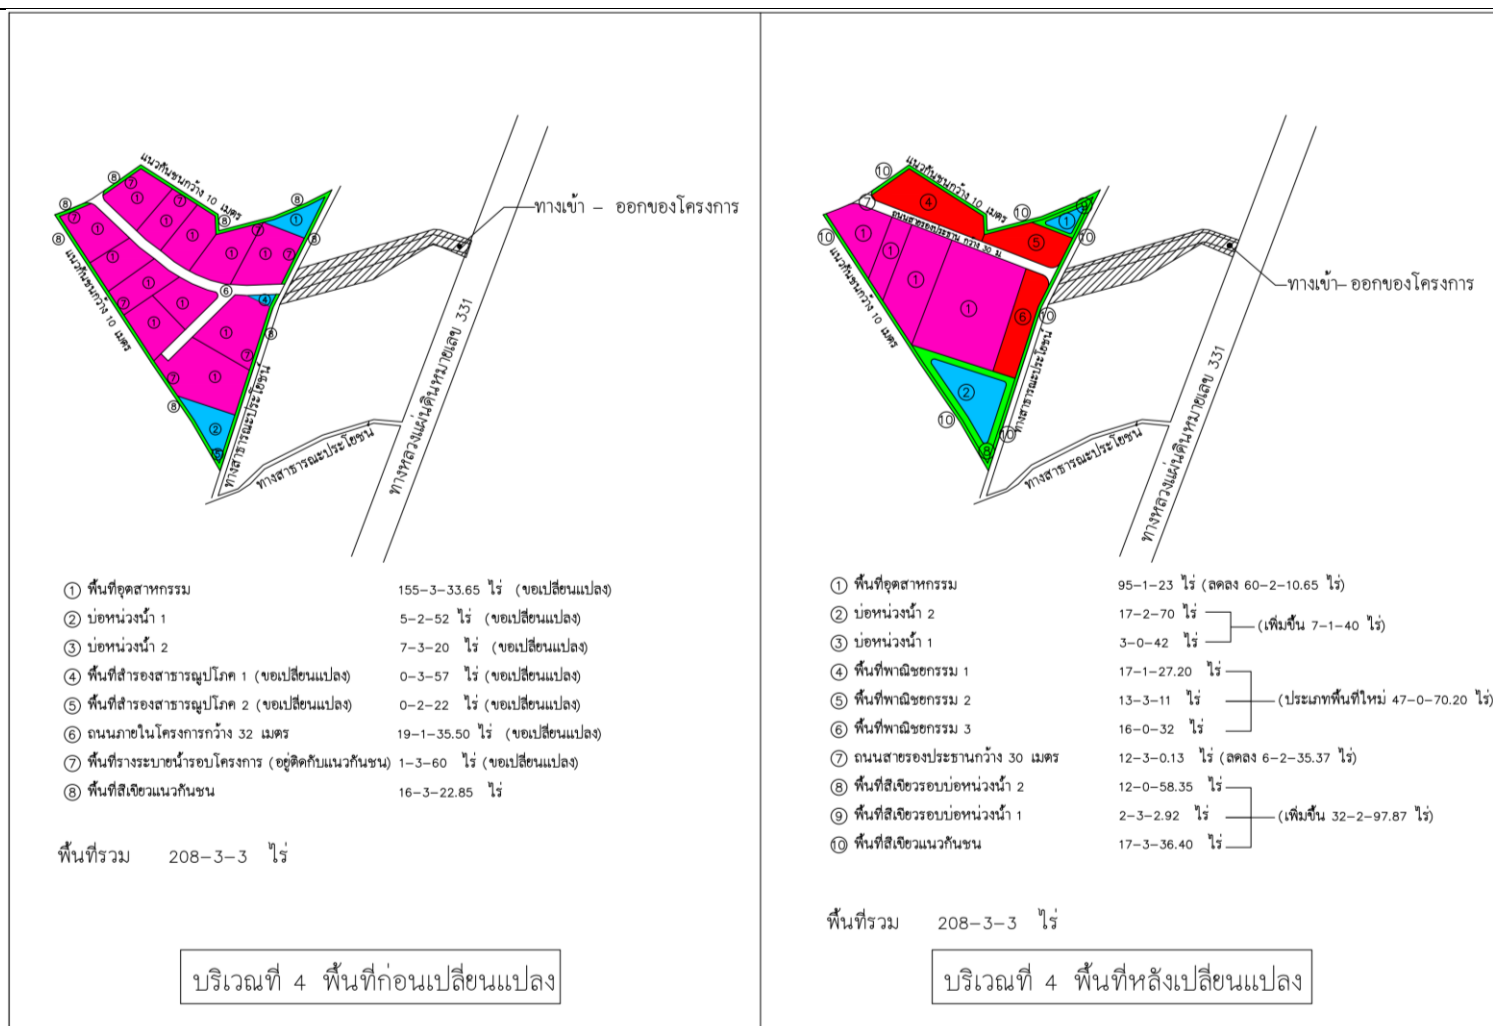 แนวกันชนกว้าง 10 เมตร
แนวกันชนกว้าง 10 เมตร
ทางเข้า - ออกของโครงการ
ทางสาธารณะประโยชน์
ทางสาธารณะประโยชน์
ทางหลวงแผ่นดินหมายเลข 331
① พื้นที่อุตสาหกรรม 155-3-33.65 ไร่ (ขอเปลี่ยนแปลง)
② บ่อหน่วงน้ำ 1 5-2-52 ไร่ (ขอเปลี่ยนแปลง)
③ บ่อหน่วงน้ำ 2 7-3-20 ไร่ (ขอเปลี่ยนแปลง)
④ พื้นที่สำรองสาธารณูปโภค 1 (ขอเปลี่ยนแปลง) 0-3-57 ไร่ (ขอเปลี่ยนแปลง)
⑤ พื้นที่สำรองสาธารณูปโภค 2 (ขอเปลี่ยนแปลง) 0-2-22 ไร่ (ขอเปลี่ยนแปลง)
⑥ ถนนภายในโครงการกว้าง 32 เมตร 19-1-35.50 ไร่ (ขอเปลี่ยนแปลง)
⑦ พื้นที่รางระบายน้ำรอบโครงการ (อยู่ติดกับแนวกันชน) 1-3-60 ไร่ (ขอเปลี่ยนแปลง)
⑧ พื้นที่สีเขียวแนวกันชน 16-3-22.85 ไร่
พื้นที่รวม 208-3-3 ไร่
บริเวณที่ 4 พื้นที่ก่อนเปลี่ยนแปลง
แนวกันชนกว้าง 10 เมตร
ถนนสายรองประธาน กว้าง 30 ม
แนวกันชนกว้าง 10 เมตร
ทางเข้า-ออกของโครงการ
ทางสาธารณะประโยชน์
ทางสาธารณะประโยชน์
ทางหลวงแผ่นดินหมายเลข 331
① พื้นที่อุตสาหกรรม 95-1-23 ไร่ (ลดลง 60-2-10.65 ไร่)
② บ่อหน่วงน้ำ 2 17-2-70 ไร่
(เพิ่มขึ้น 7-1-40 ไร่)
③ บ่อหน่วงน้ำ 1 3-0-42 ไร่
④ พื้นที่พาณิชยกรรม 1 17-1-27.20 ไร่
⑤ พื้นที่พาณิชยกรรม 2 13-3-11 ไร่ (ประเภทพื้นที่ใหม่ 47-0-70.20 ไร่)
⑥ พื้นที่พาณิชยกรรม 3 16-0-32 ไร่
⑦ ถนนสายรองประธานกว้าง 30 เมตร 12-3-0.13 ไร่ (ลดลง 6-2-35.37 ไร่)
⑧ พื้นที่สีเขียวรอบบ่อหน่วงน้ำ 2 12-0-58.35 ไร่
⑨ พื้นที่สีเขียวรอบบ่อหน่วงน้ำ 1 2-3-2.92 ไร่ (เพิ่มขึ้น 32-2-97.87 ไร่)
⑩ พื้นที่สีเขียวแนวกันชน 17-3-36.40 ไร่
พื้นที่รวม 208-3-3 ไร่
บริเวณที่ 4 พื้นที่หลังเปลี่ยนแปลง